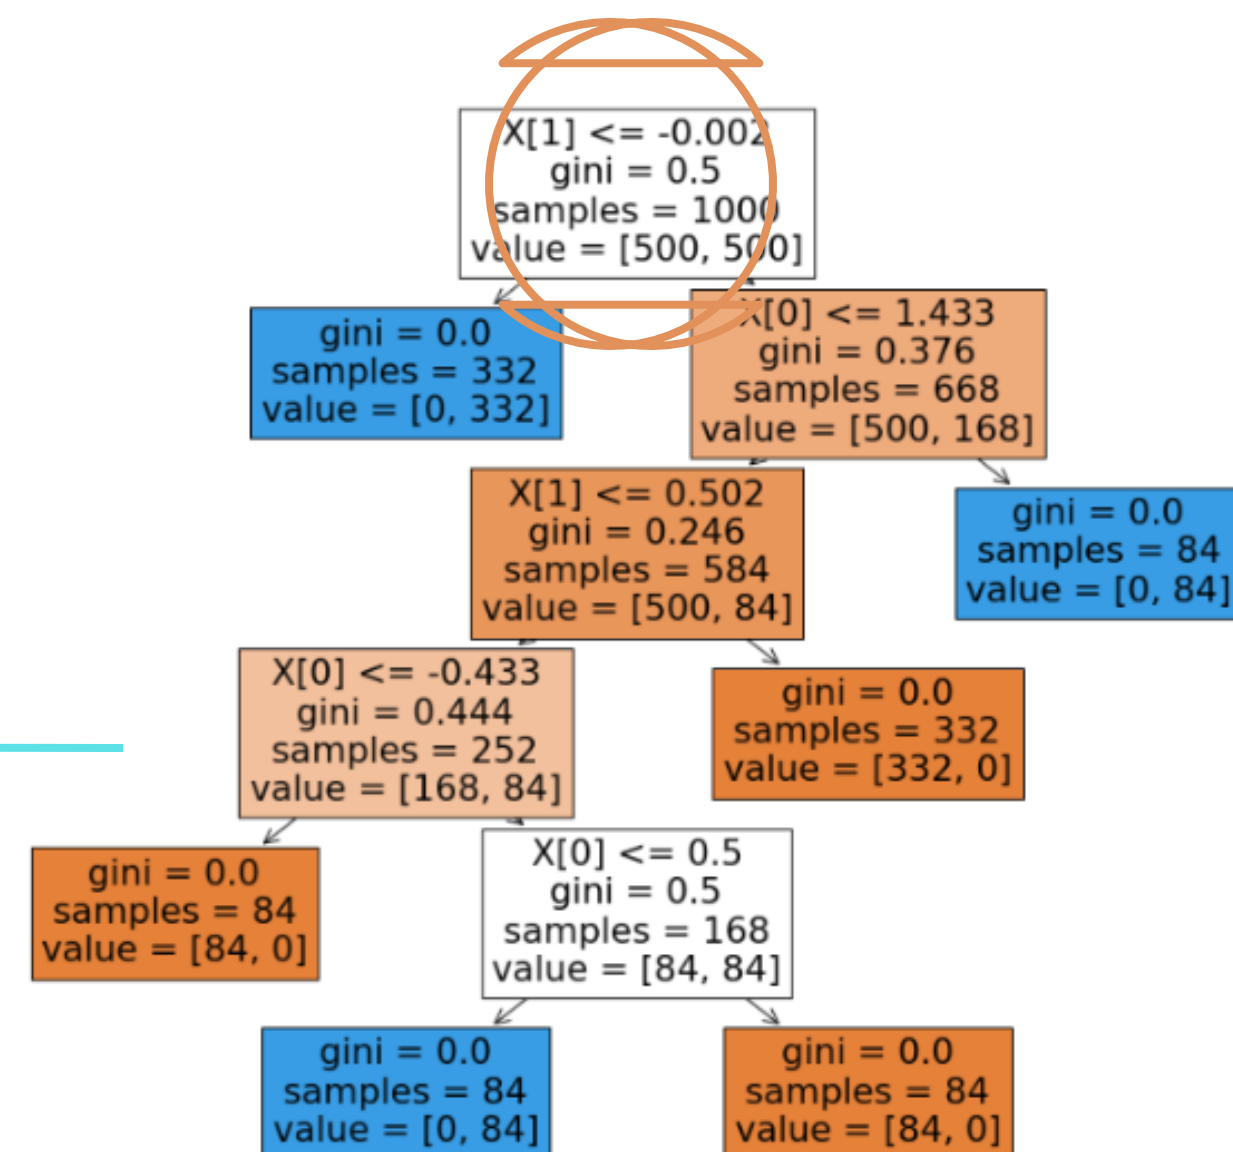 X[1] <= -0.002
gini = 0.5
samples = 1000
value = [500, 500]
gini = 0.0
samples = 332
value = [0, 332]
X[0] <= 1.433
gini = 0.376
samples = 668
value = [500, 168]
X[1] <= 0.502
gini = 0.246
samples = 584
value = [500, 84]
gini = 0.0
samples = 84
value = [0, 84]
X[0] <= -0.433
gini = 0.444
samples = 252
value = [168, 84]
gini = 0.0
samples = 332
value = [332, 0]
gini = 0.0
samples = 84
value = [84, 0]
X[0] <= 0.5
gini = 0.5
samples = 168
value = [84, 84]
gini = 0.0
samples = 84
value = [0, 84]
gini = 0.0
samples = 84
value = [84, 0]